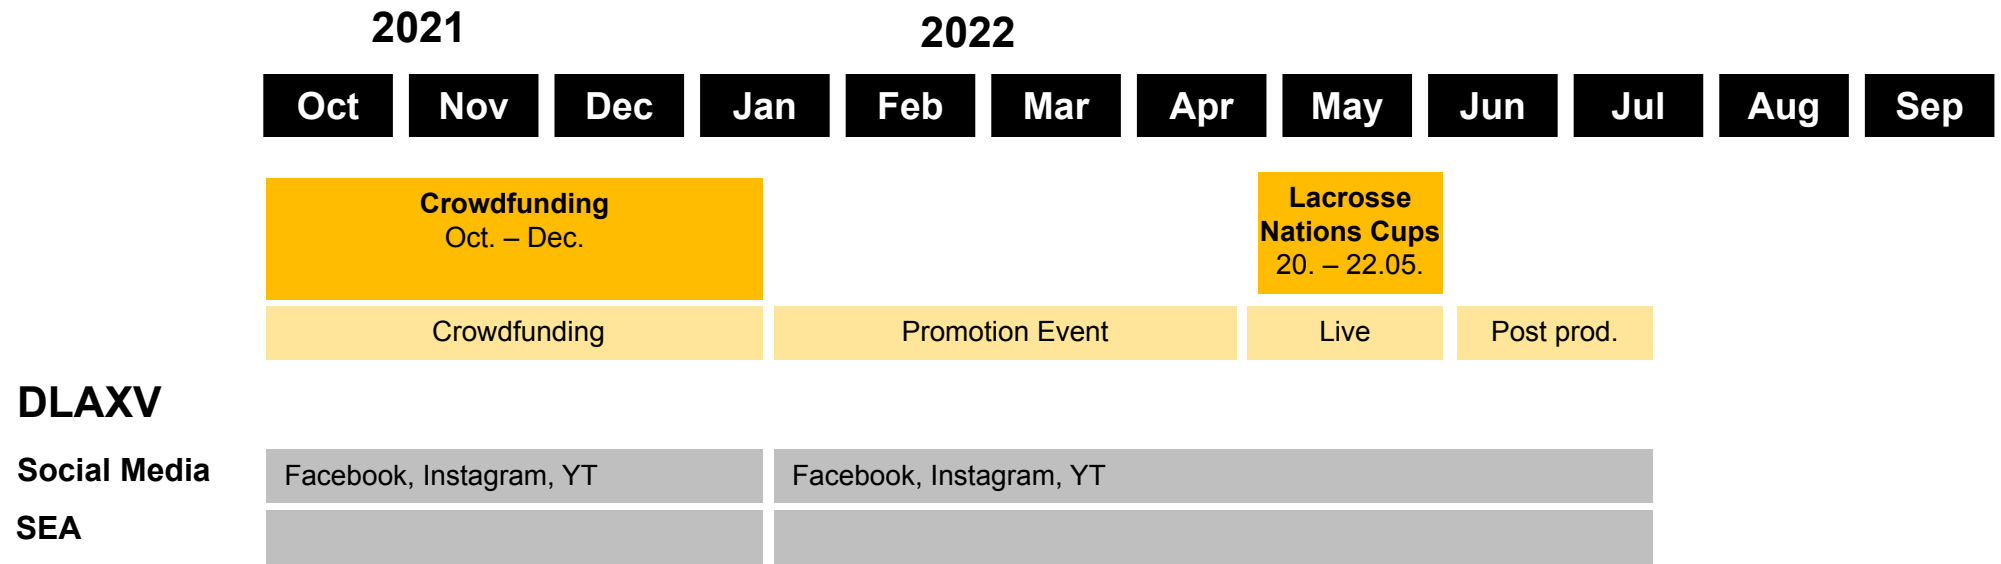 2021 2022
Oct Nov Dec Jan Feb Mar Apr May Jun Jul Aug Sep
Crowdfunding
Oct. – Dec.
Lacrosse
Nations Cups
20. – 22.05.
Crowdfunding Promotion Event Live Post prod.
DLAXV
Social Media Facebook, Instagram, YT Facebook, Instagram, YT
SEA